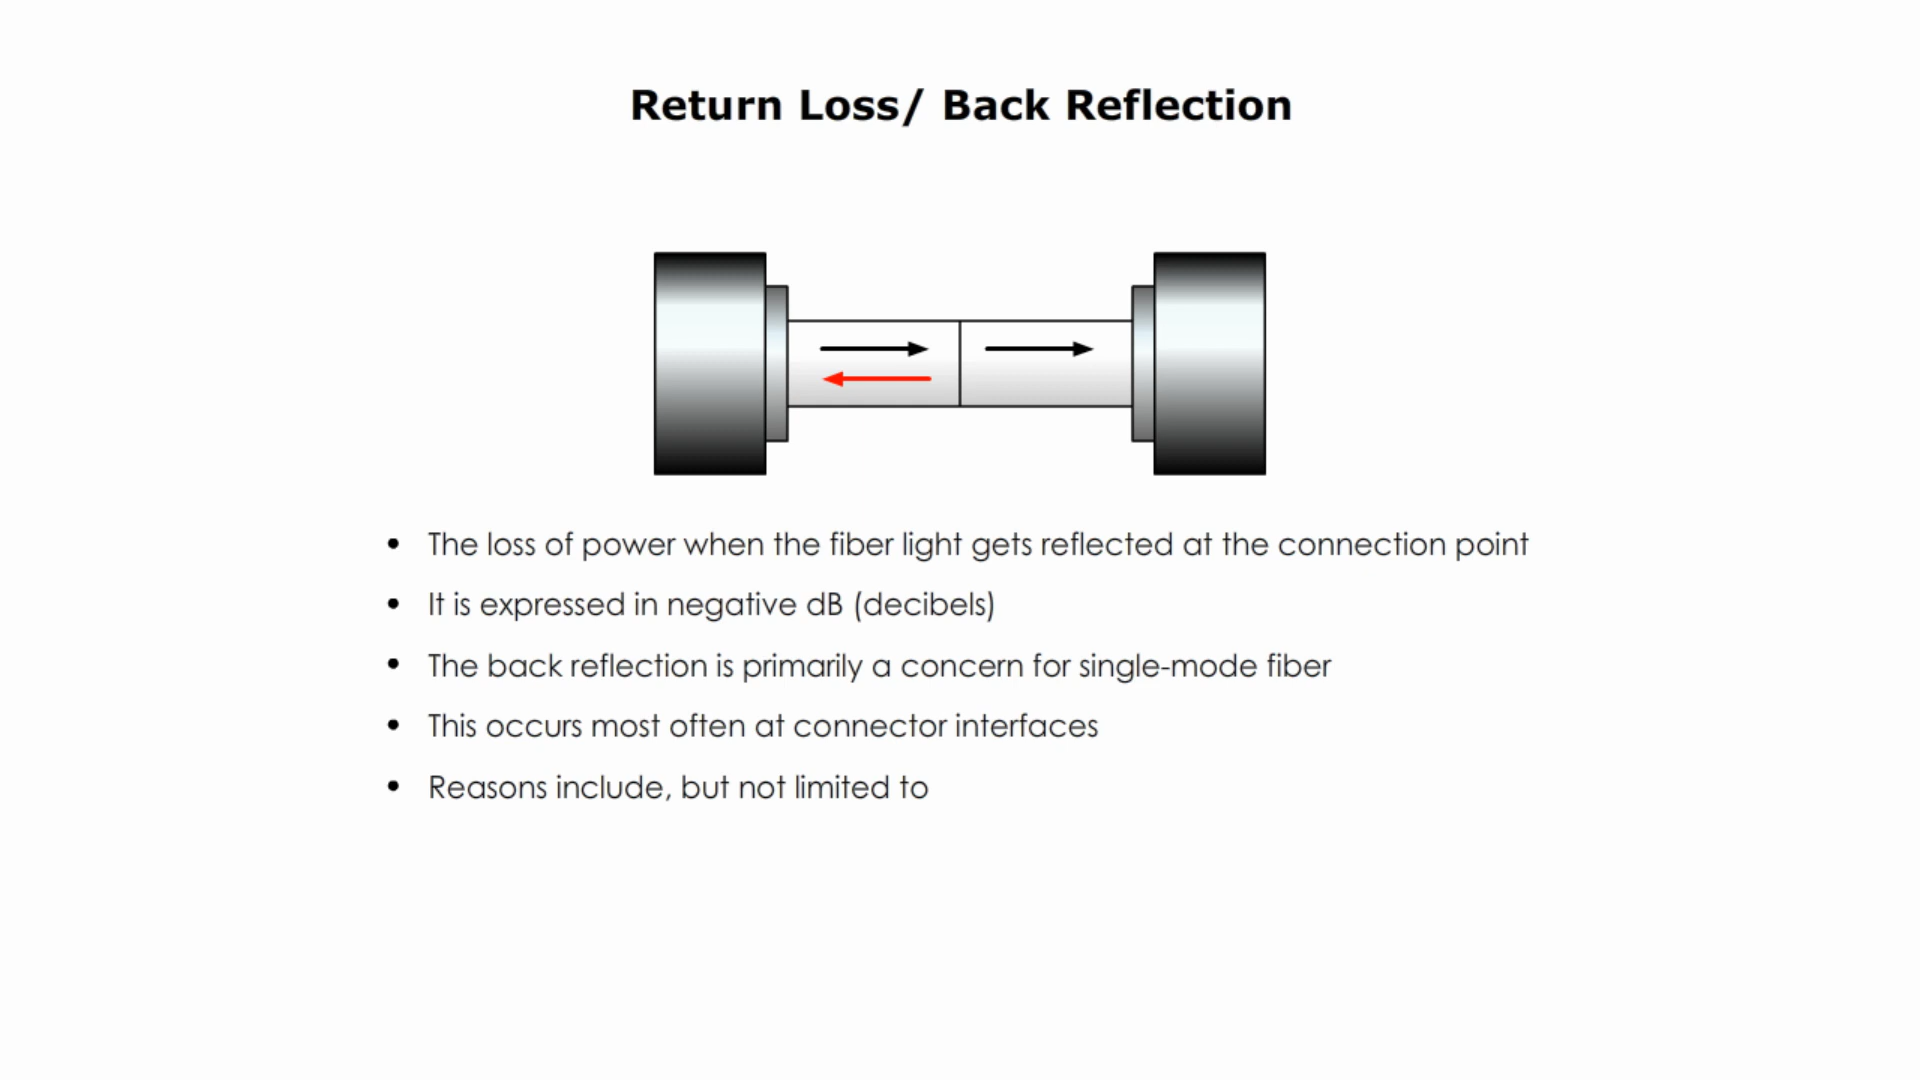 Return Loss/ Back Reflection
• The loss of power when the fiber light gets reflected at the connection point
• It is expressed in negative dB (decibels)
• The back reflection is primarily a concern for single-mode fiber
• This occurs most often at connector interfaces
• Reasons include, but not limited to